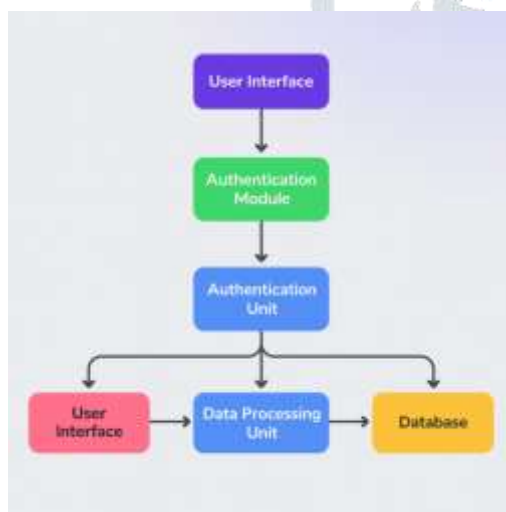 User Interface
Authentication
Module
Authentication
Unit
User
Interface
Data Processing
Unit
Database